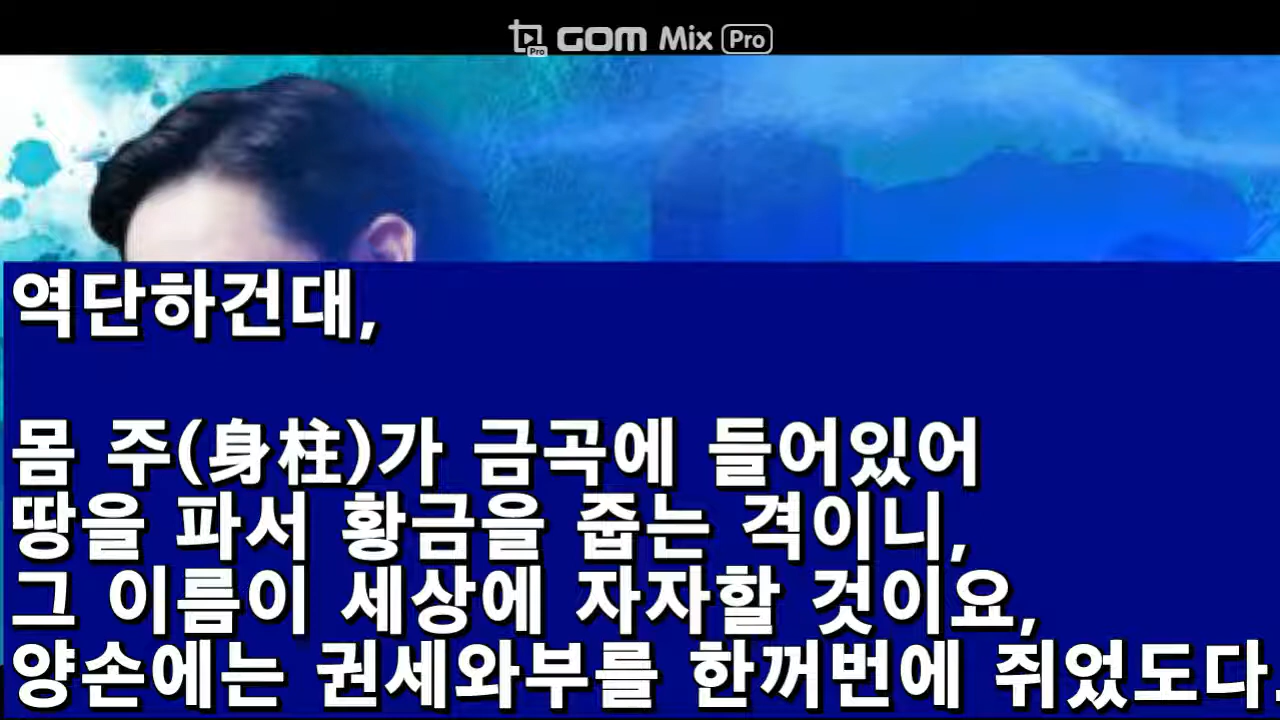 Pro GOM Mix Pro
역단하건대,
몸 주(身柱)가 금곡에 들어있어
땅을 파서 황금을 줍는 격이니,
그 이름이 세상에 자자할 것이요,
양손에는 권세와부를 한꺼번에 쥐었도다.